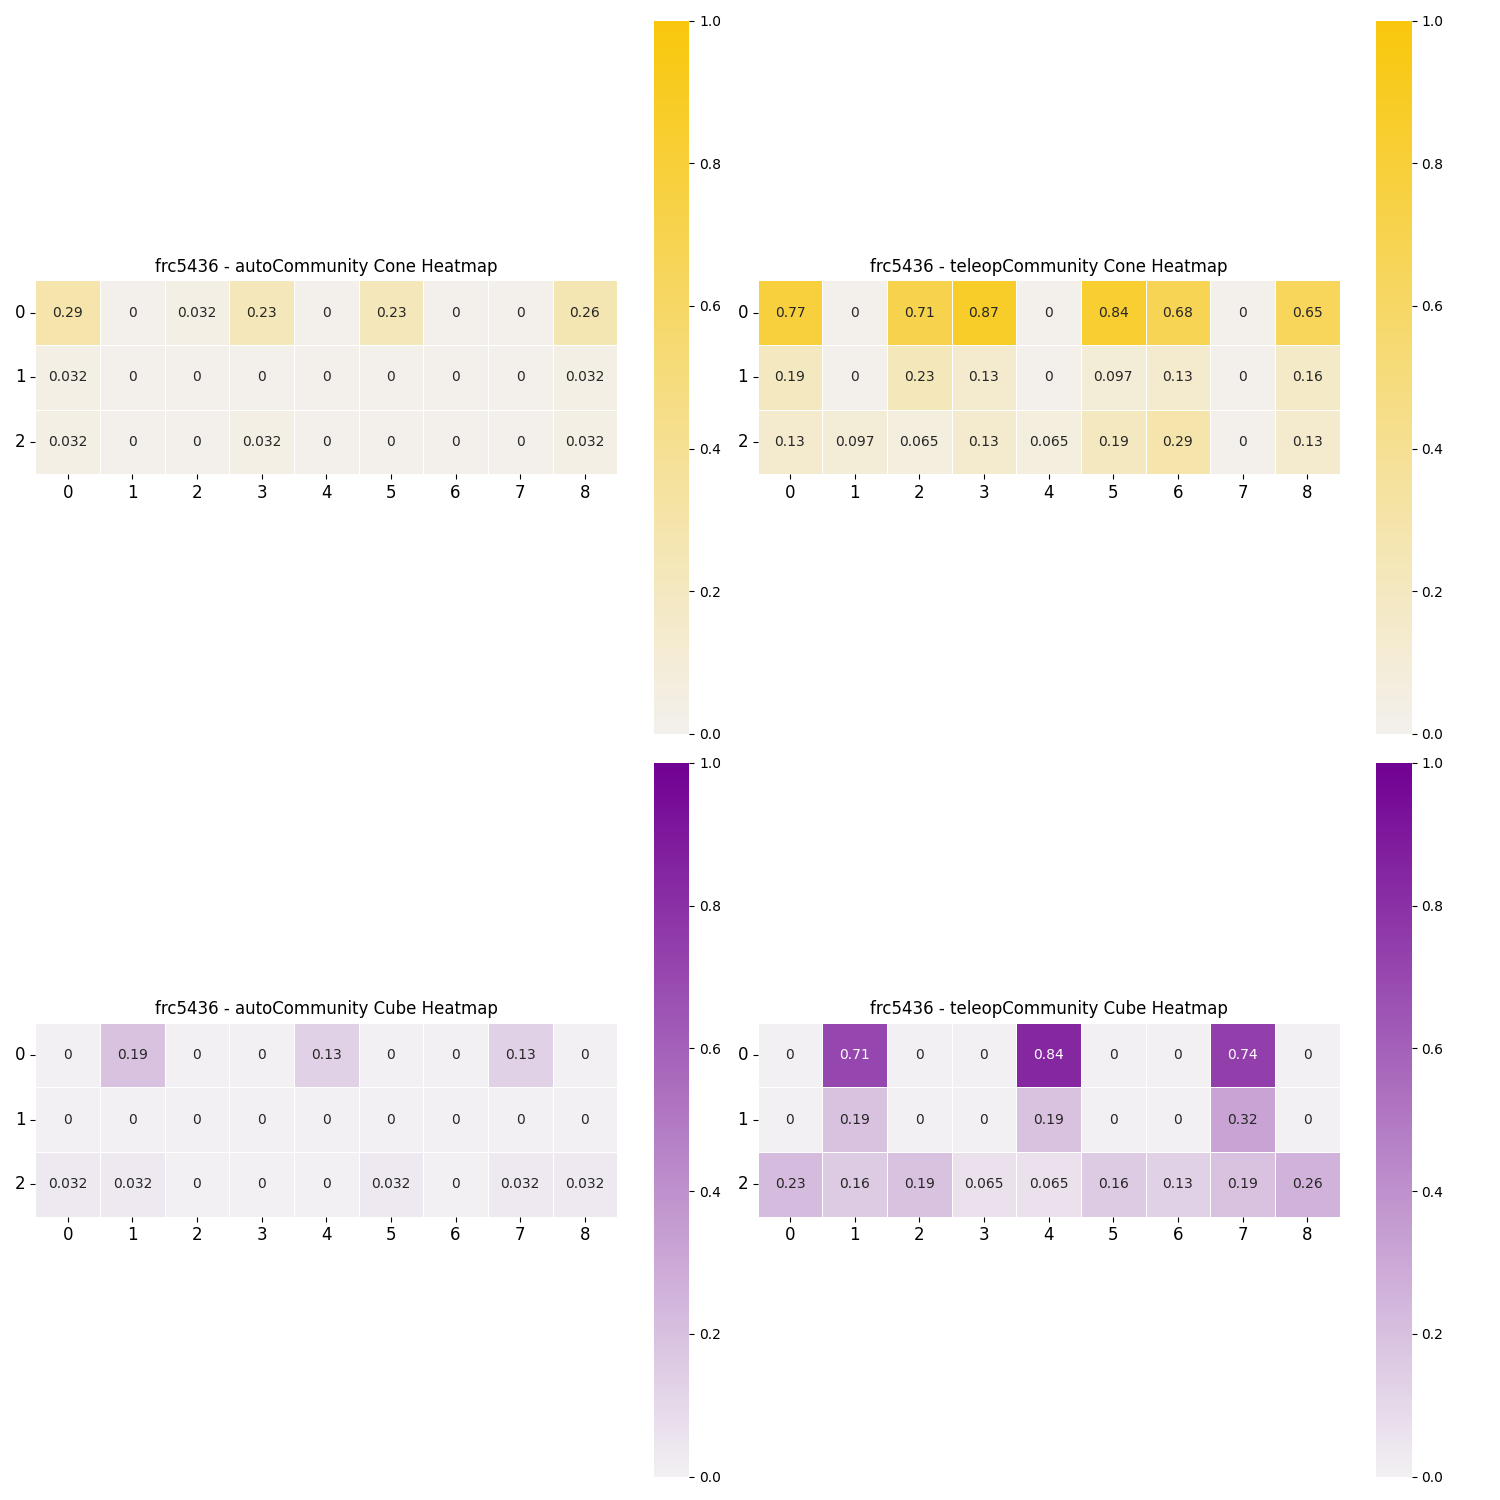 frc5436 - autoCommunity Cone Heatmap
0 0.29 0 0.032 0.23 0 0.23 0 0 0.26
1 0.032 0 0 0 0 0 0 0 0.032
2 0.032 0 0 0.032 0 0 0 0 0.032
0 1 2 3 4 5 6 7 8
1.0
0.8
0.6
0.4
0.2
0.0
frc5436 - teleopCommunity Cone Heatmap
0 0.77 0 0.71 0.87 0 0.84 0.68 0 0.65
1 0.19 0 0.23 0.13 0 0.097 0.13 0 0.16
2 0.13 0.097 0.065 0.13 0.065 0.19 0.29 0 0.13
0 1 2 3 4 5 6 7 8
1.0
0.8
0.6
0.4
0.2
0.0
frc5436 - autoCommunity Cube Heatmap
0 0 0.19 0 0 0.13 0 0 0.13 0
1 0 0 0 0 0 0 0 0 0
2 0.032 0.032 0 0 0 0.032 0 0.032 0.032
0 1 2 3 4 5 6 7 8
1.0
0.8
0.6
0.4
0.2
0.0
frc5436 - teleopCommunity Cube Heatmap
0 0 0.71 0 0 0.84 0 0 0.74 0
1 0 0.19 0 0 0.19 0 0 0.32 0
2 0.23 0.16 0.19 0.065 0.065 0.16 0.13 0.19 0.26
0 1 2 3 4 5 6 7 8
1.0
0.8
0.6
0.4
0.2
0.0